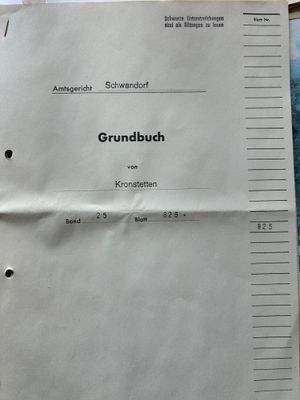 Schwarze Unterstreichungen
sind als Rötungen zu lesen
Blatt Nr.
Amtsgericht Schwandorf
Grundbuch
von
Kronstetten
Band 25 Blatt 825
825